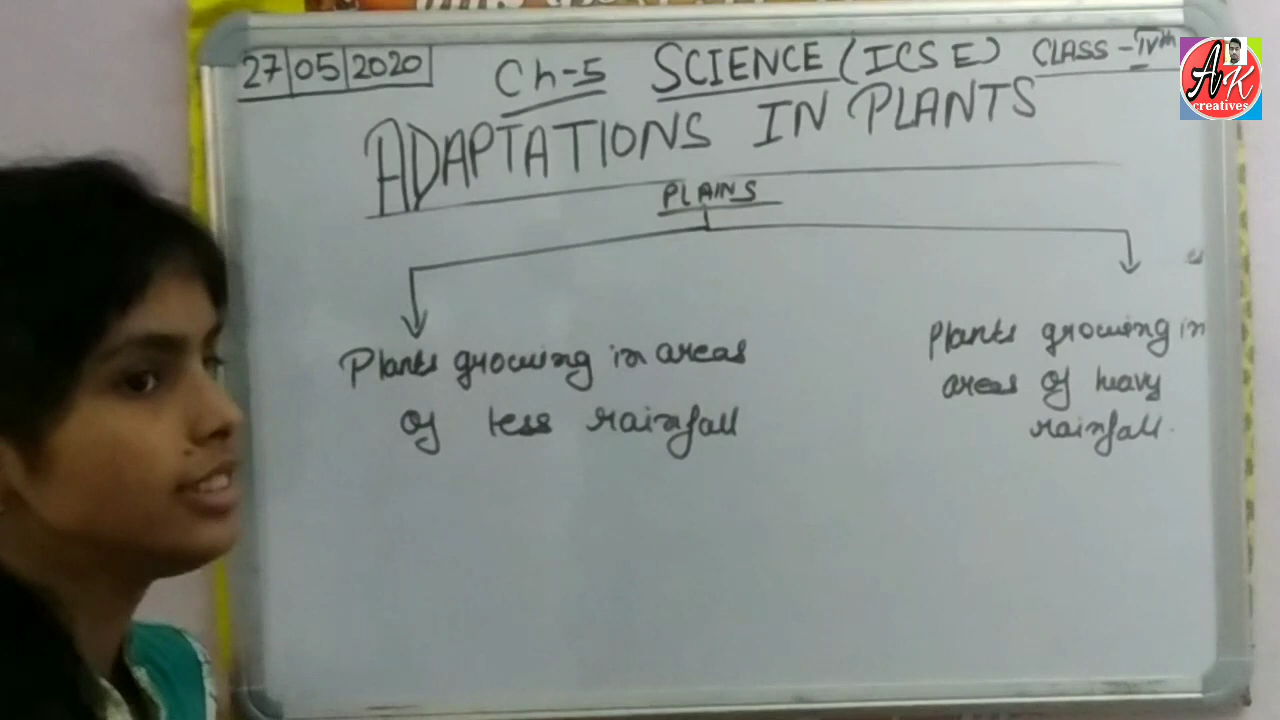 27|05|2020 Ch-5 SCIENCE (ICSE) CLASS-IVth
ADAPTATIONS IN PLANTS
PLAINS
Plants growing in areas
of less rainfall
Plants growing in
areas of heavy
rainfall.
AK
creatives